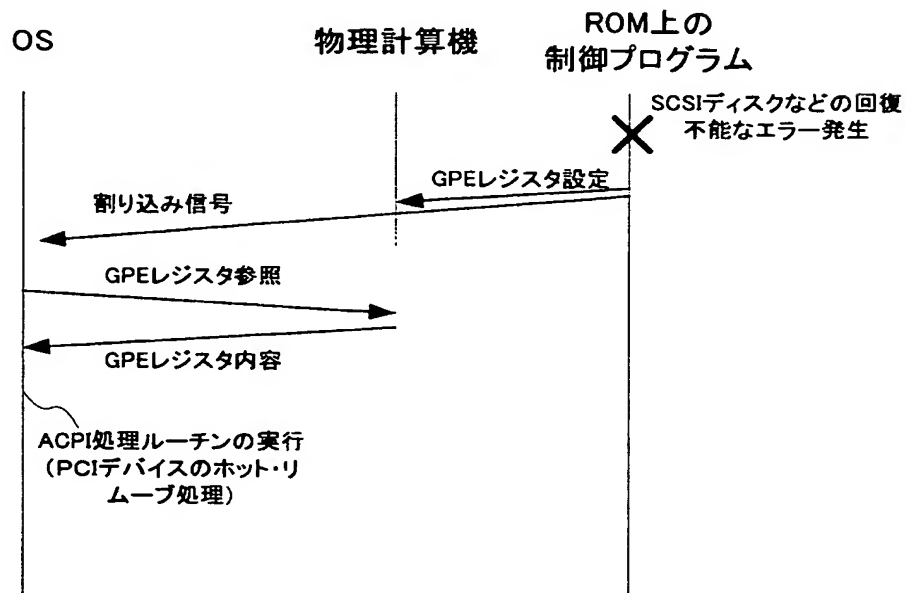 OS
物理計算機
ROM上の
制御プログラム
SCSIディスクなどの回復
不能なエラー発生
GPEレジスタ設定
割り込み信号
GPEレジスタ参照
GPEレジスタ内容
ACPI処理ルーチンの実行
(PCIデバイスのホット・リ
ムーブ処理)